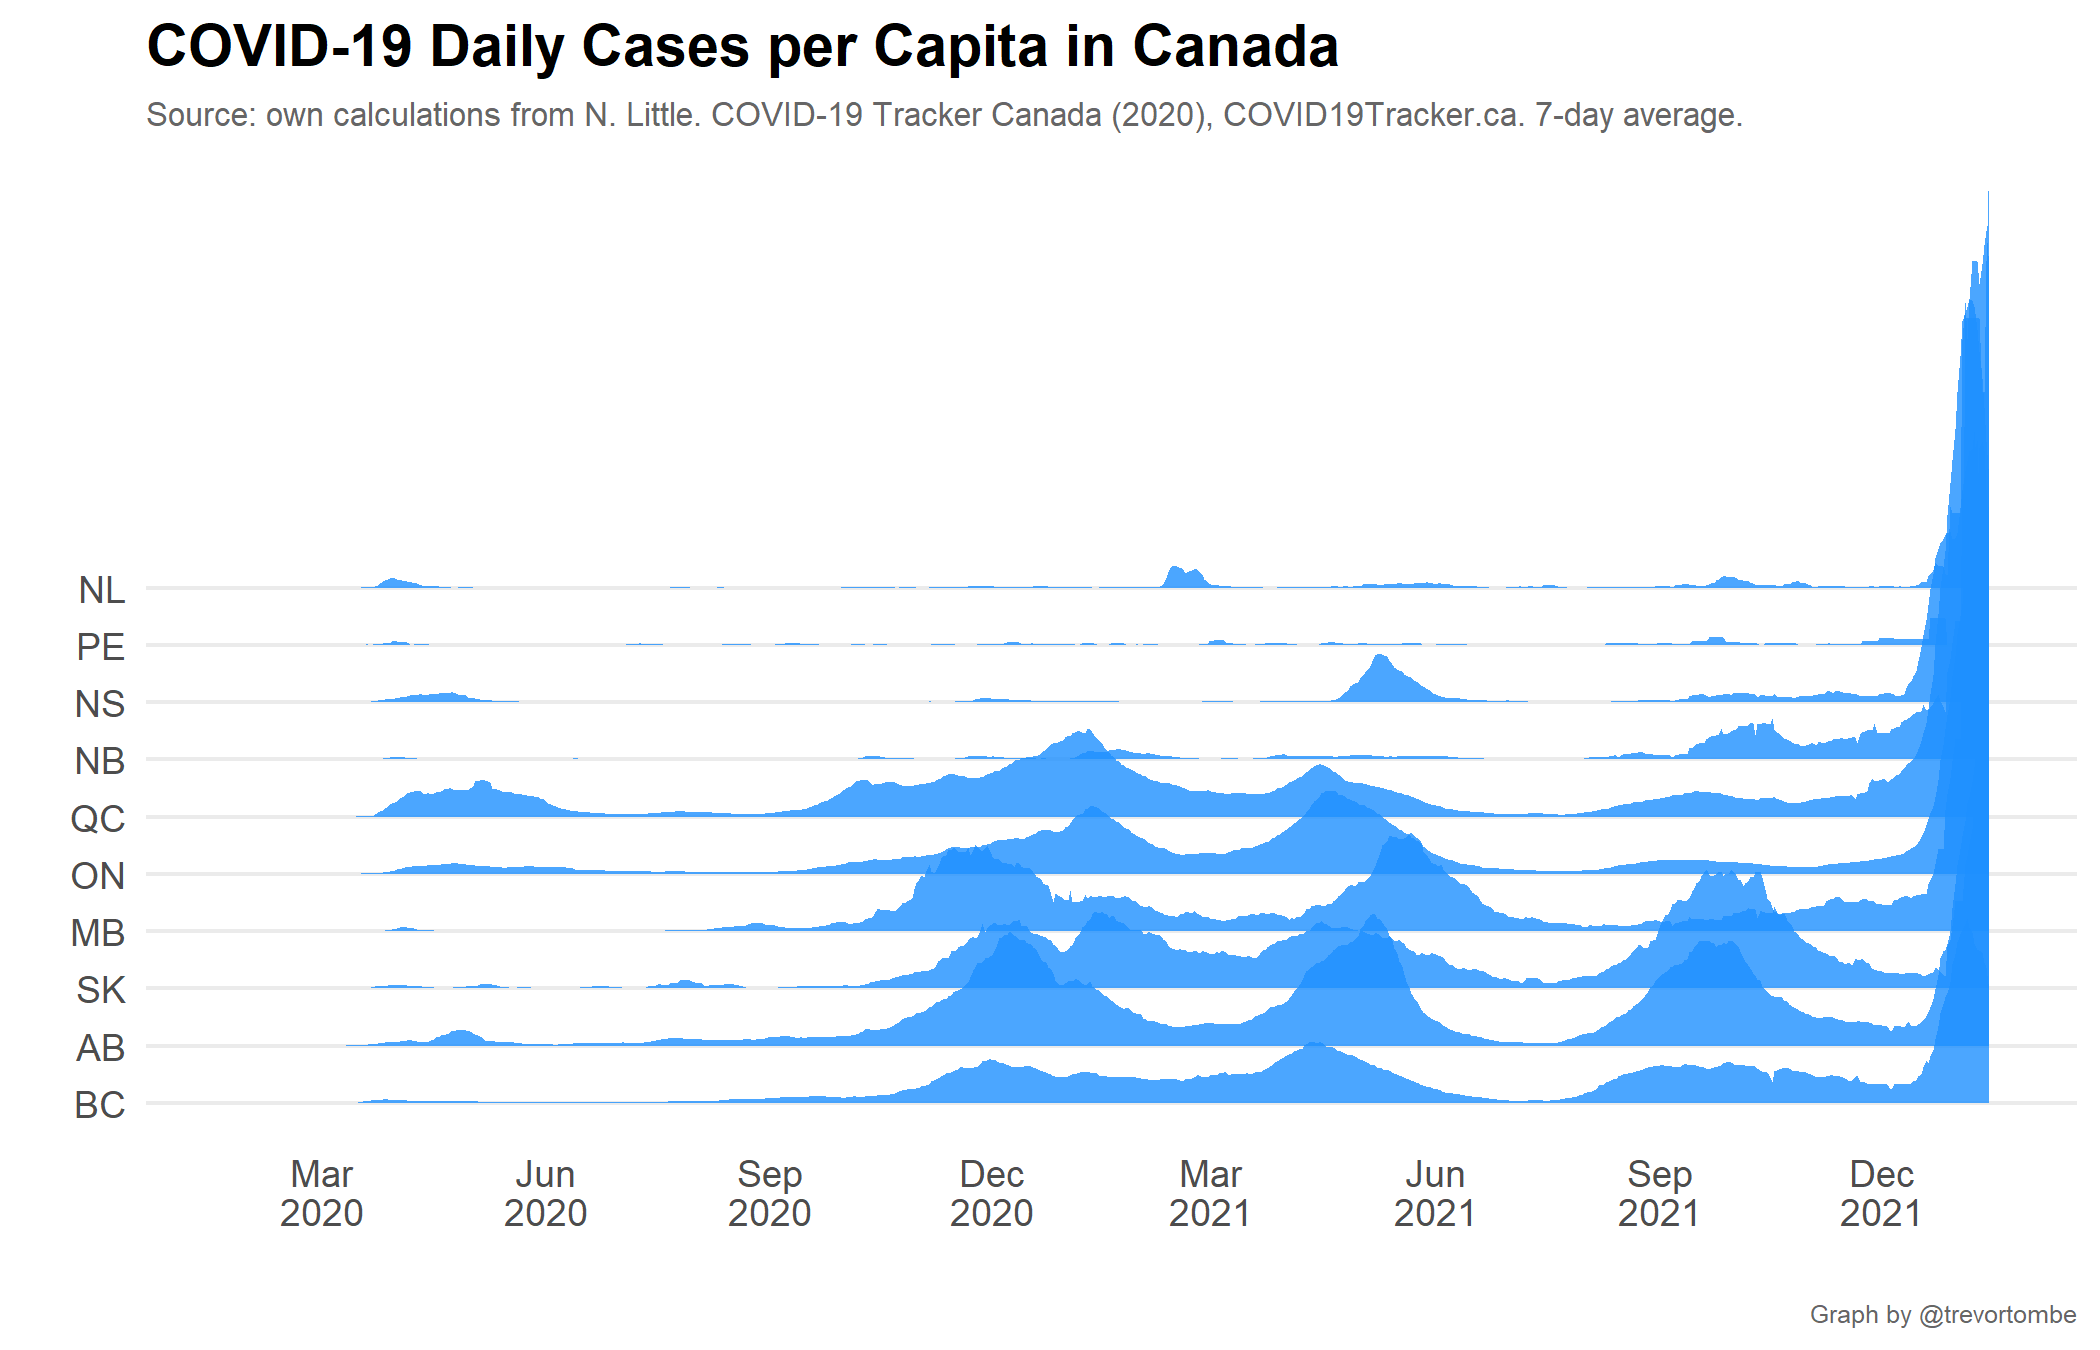 COVID-19 Daily Cases per Capita in Canada
Source: own calculations from N. Little. COVID-19 Tracker Canada (2020), COVID19Tracker.ca. 7-day average.
NL
PE
NS
NB
QC
ON
MB
SK
AB
BC
Mar Jun Sep Dec Mar Jun Sep Dec
2020 2020 2020 2020 2021 2021 2021 2021
Graph by @trevortombe